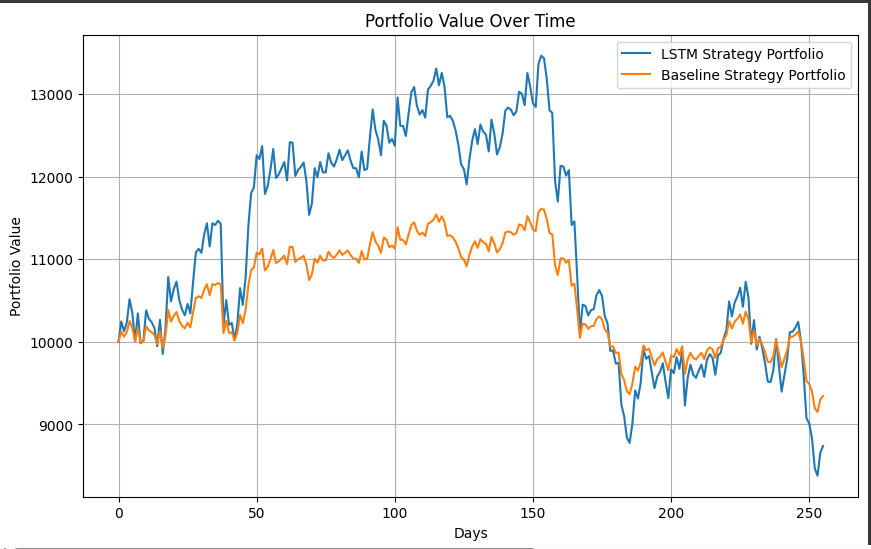 Portfolio Value Over Time
LSTM Strategy Portfolio
Baseline Strategy Portfolio
Portfolio Value
13000
12000
11000
10000
9000
0 50 100 150 200 250
Days